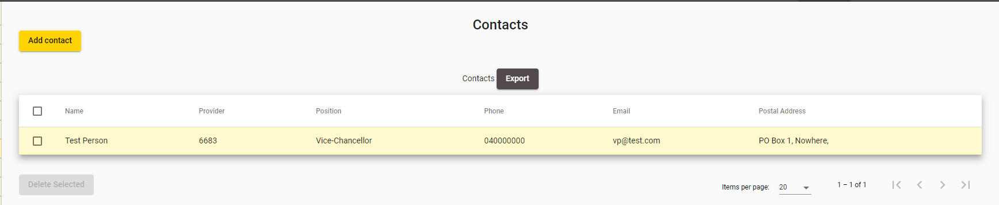 Contacts
Add contact
Contacts Export
Name Provider Position Phone Email Postal Address
Test Person 6683 Vice-Chancellor 040000000 vp@test.com PO Box 1, Nowhere,
Delete Selected Items per page: 20 1 – 1 of 1